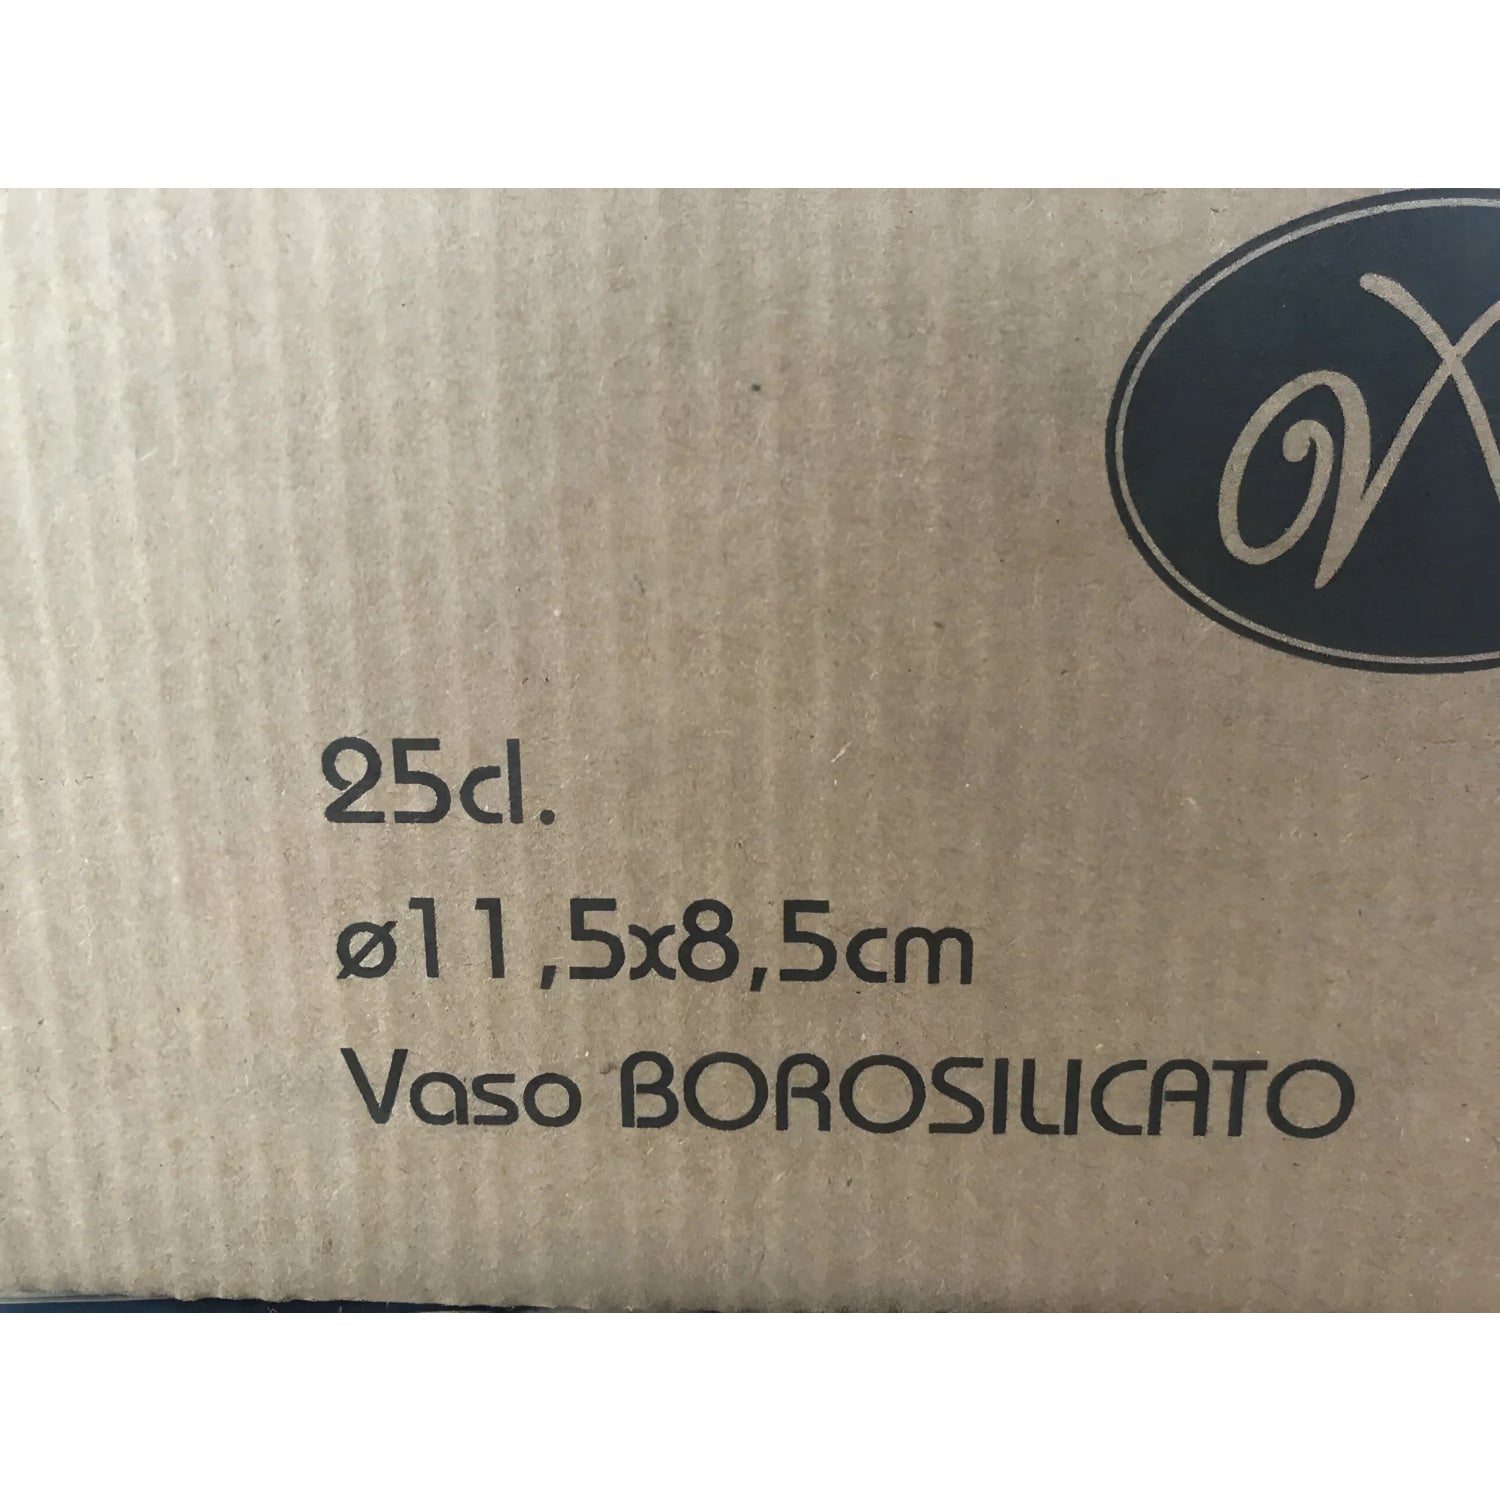 25cl.
ø11,5x8,5cm
Vaso BOROSILICATO